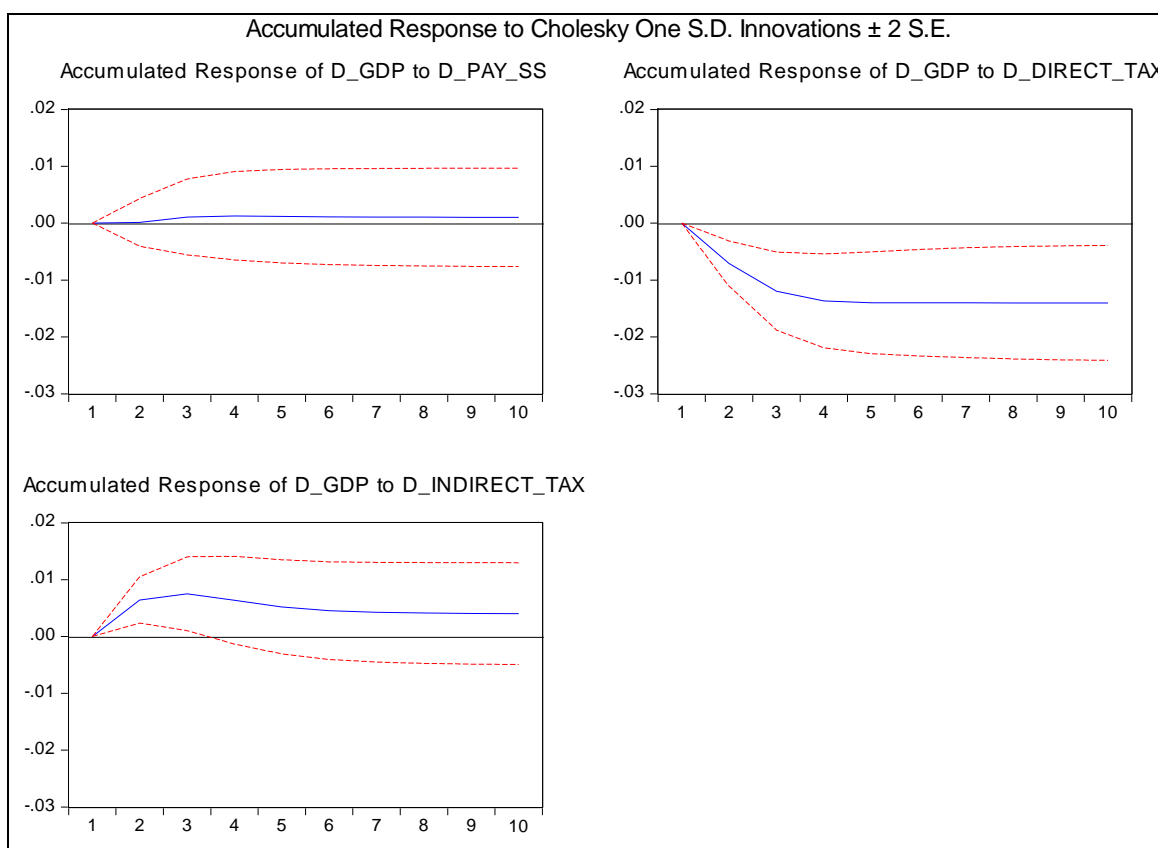 Accumulated Response to Cholesky One S.D. Innovations ± 2 S.E.
Accumulated Response of D_GDP to D_PAY_SS
.02
.01
.00
-.01
-.02
-.03
1 2 3 4 5 6 7 8 9 10
Accumulated Response of D_GDP to D_DIRECT_TAX
.02
.01
.00
-.01
-.02
-.03
1 2 3 4 5 6 7 8 9 10
Accumulated Response of D_GDP to D_INDIRECT_TAX
.02
.01
.00
-.01
-.02
-.03
1 2 3 4 5 6 7 8 9 10